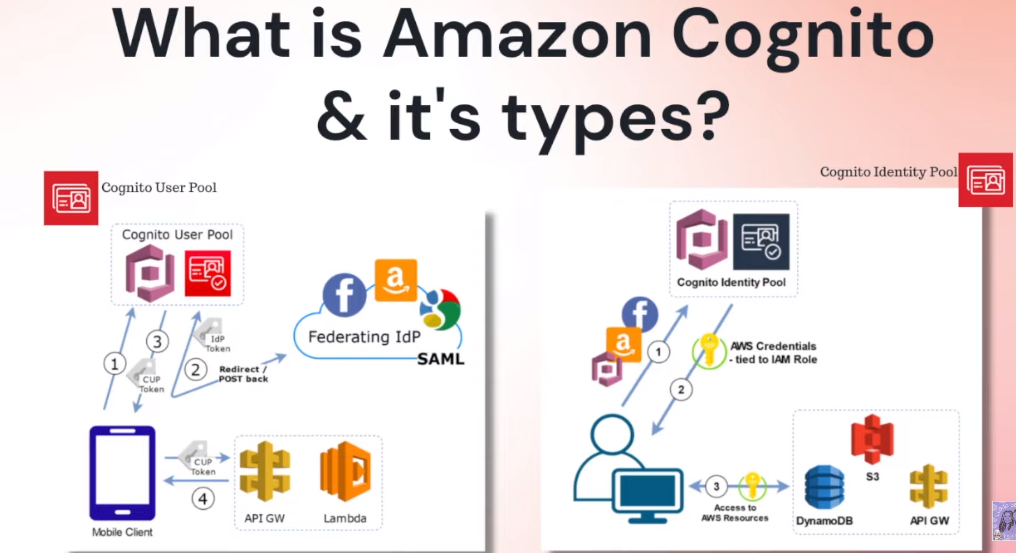 What is Amazon Cognito
& it's types?
Cognito User Pool
Cognito User Pool
1
3
2
IdP
Token
CUP
Token
Redirect /
POST back
f
a
Federating IdP
SAML
CUP
Token
4
Mobile Client
API GW
Lambda
Cognito Identity Pool
Cognito Identity Pool
f
a
1
AWS Credentials
- tied to IAM Role
2
3
Access to
AWS Resources
S3
DynamoDB
API GW